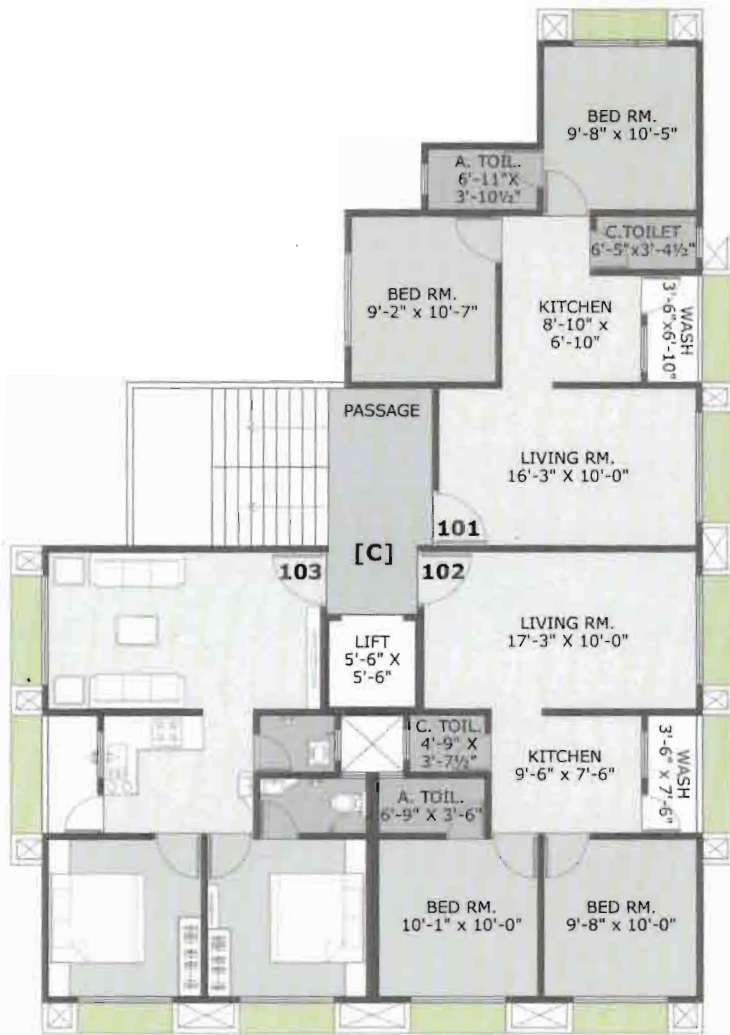 BED RM.
9'-8" x 10'-5"
A. TOIL.
6'-11"X
3'-10½"
C.TOILET
6'-5"x3'-4½"
BED RM.
9'-2" x 10'-7"
KITCHEN
8'-10" x
6'-10"
WASH
3'-6"x6'-10"
PASSAGE
LIVING RM.
16'-3" X 10'-0"
101
[C]
103
102
LIVING RM.
17'-3" X 10'-0"
LIFT
5'-6" X
5'-6"
C. TOIL.
4'-9" X
3'-7½"
KITCHEN
9'-6" x 7'-6"
WASH
3'-6" x 7'-6"
A. TOIL.
6'-9" X 3'-6"
BED RM.
10'-1" x 10'-0"
BED RM.
9'-8" x 10'-0"